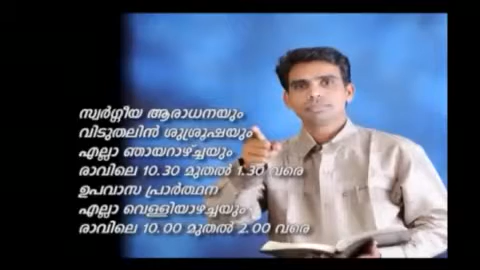 സ്വർഗ്ഗീയ ആരാധനയും
വിടുതലിൻ ശുശ്രൂഷയും
എല്ലാ ഞായറാഴ്ച്ചയും
രാവിലെ 10.30 മുതൽ 1.30 വരെ
ഉപവാസ പ്രാർത്ഥന
എല്ലാ വെള്ളിയാഴച്ചയും
രാവിലെ 10.00 മുതൽ 2.00 വരെ